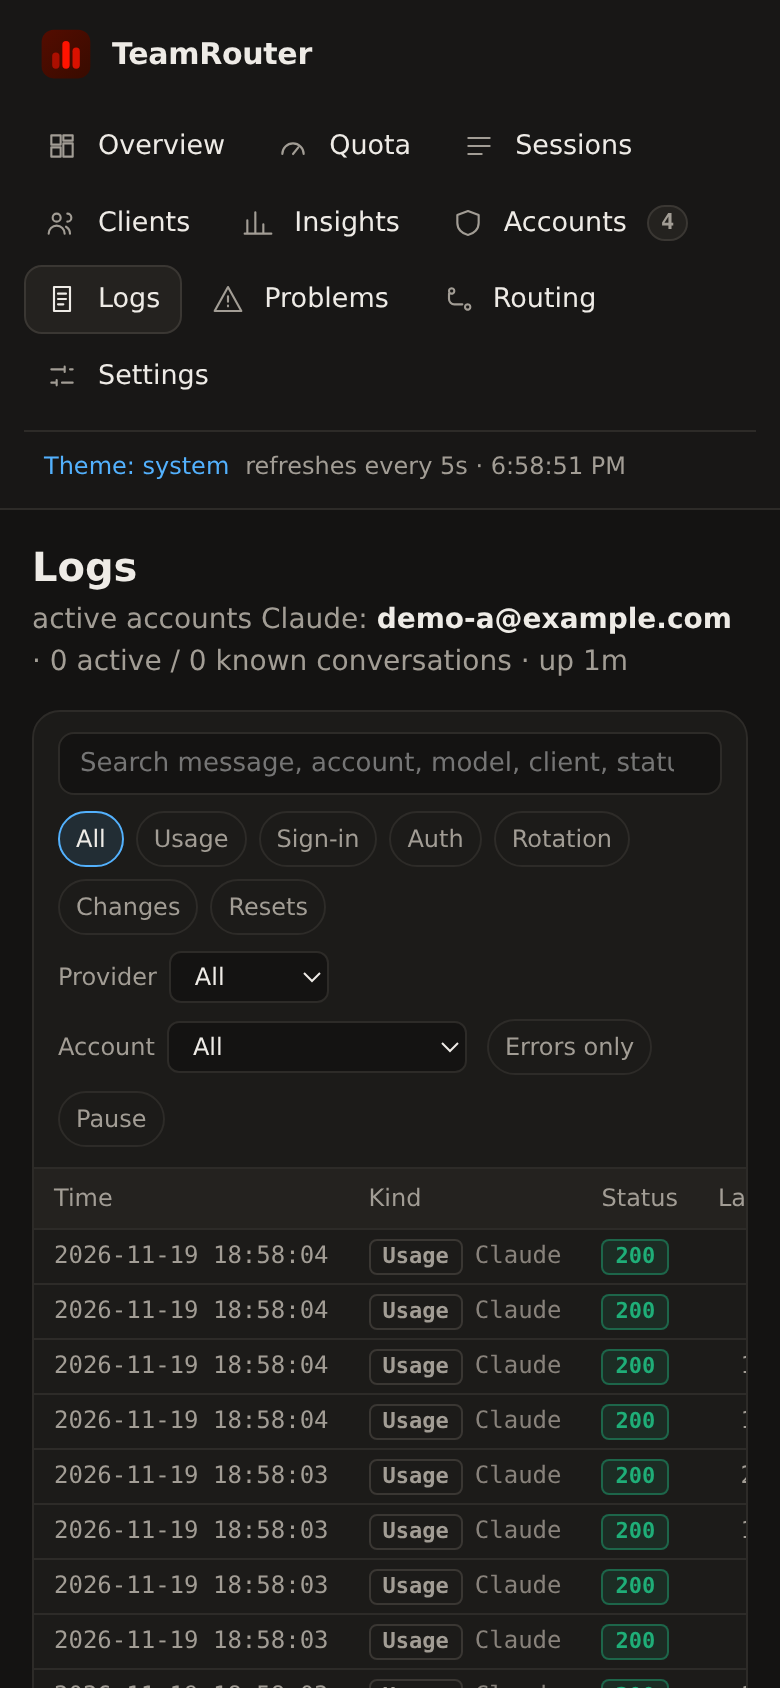 TeamRouter
Overview Quota Sessions
Clients Insights Accounts 4
Logs Problems Routing
Settings
Theme: system refreshes every 5s · 6:58:51 PM
Logs
active accounts Claude: demo-a@example.com
· 0 active / 0 known conversations · up 1m
Search message, account, model, client, statu
All Usage Sign-in Auth Rotation
Changes Resets
Provider All
Account All Errors only
Pause
Time Kind Status La
2026-11-19 18:58:04 Usage Claude 200
2026-11-19 18:58:04 Usage Claude 200
2026-11-19 18:58:04 Usage Claude 200
2026-11-19 18:58:04 Usage Claude 200
2026-11-19 18:58:03 Usage Claude 200
2026-11-19 18:58:03 Usage Claude 200
2026-11-19 18:58:03 Usage Claude 200
2026-11-19 18:58:03 Usage Claude 200